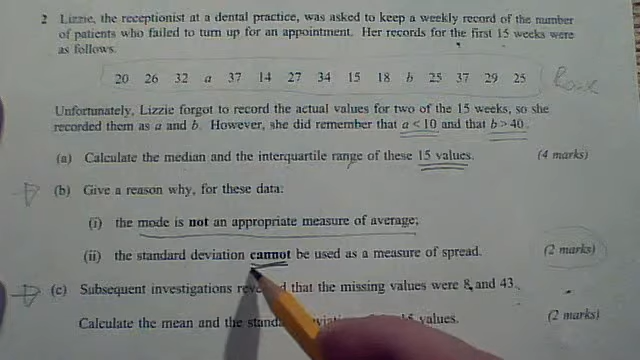 2 Lizzie, the receptionist at a dental practice, was asked to keep a weekly record of the number
of patients who failed to turn up for an appointment. Her records for the first 15 weeks were
as follows.
20 26 32 a 37 14 27 34 15 18 b 25 37 29 25
Unfortunately, Lizzie forgot to record the actual values for two of the 15 weeks, so she
recorded them as a and b. However, she did remember that a < 10 and that b > 40.
(a) Calculate the median and the interquartile range of these 15 values. (4 marks)
(b) Give a reason why, for these data:
(i) the mode is not an appropriate measure of average;
(ii) the standard deviation cannot be used as a measure of spread. (2 marks)
(c) Subsequent investigations that the missing values were 8 and 43.
Calculate the mean and the values. (2 marks)